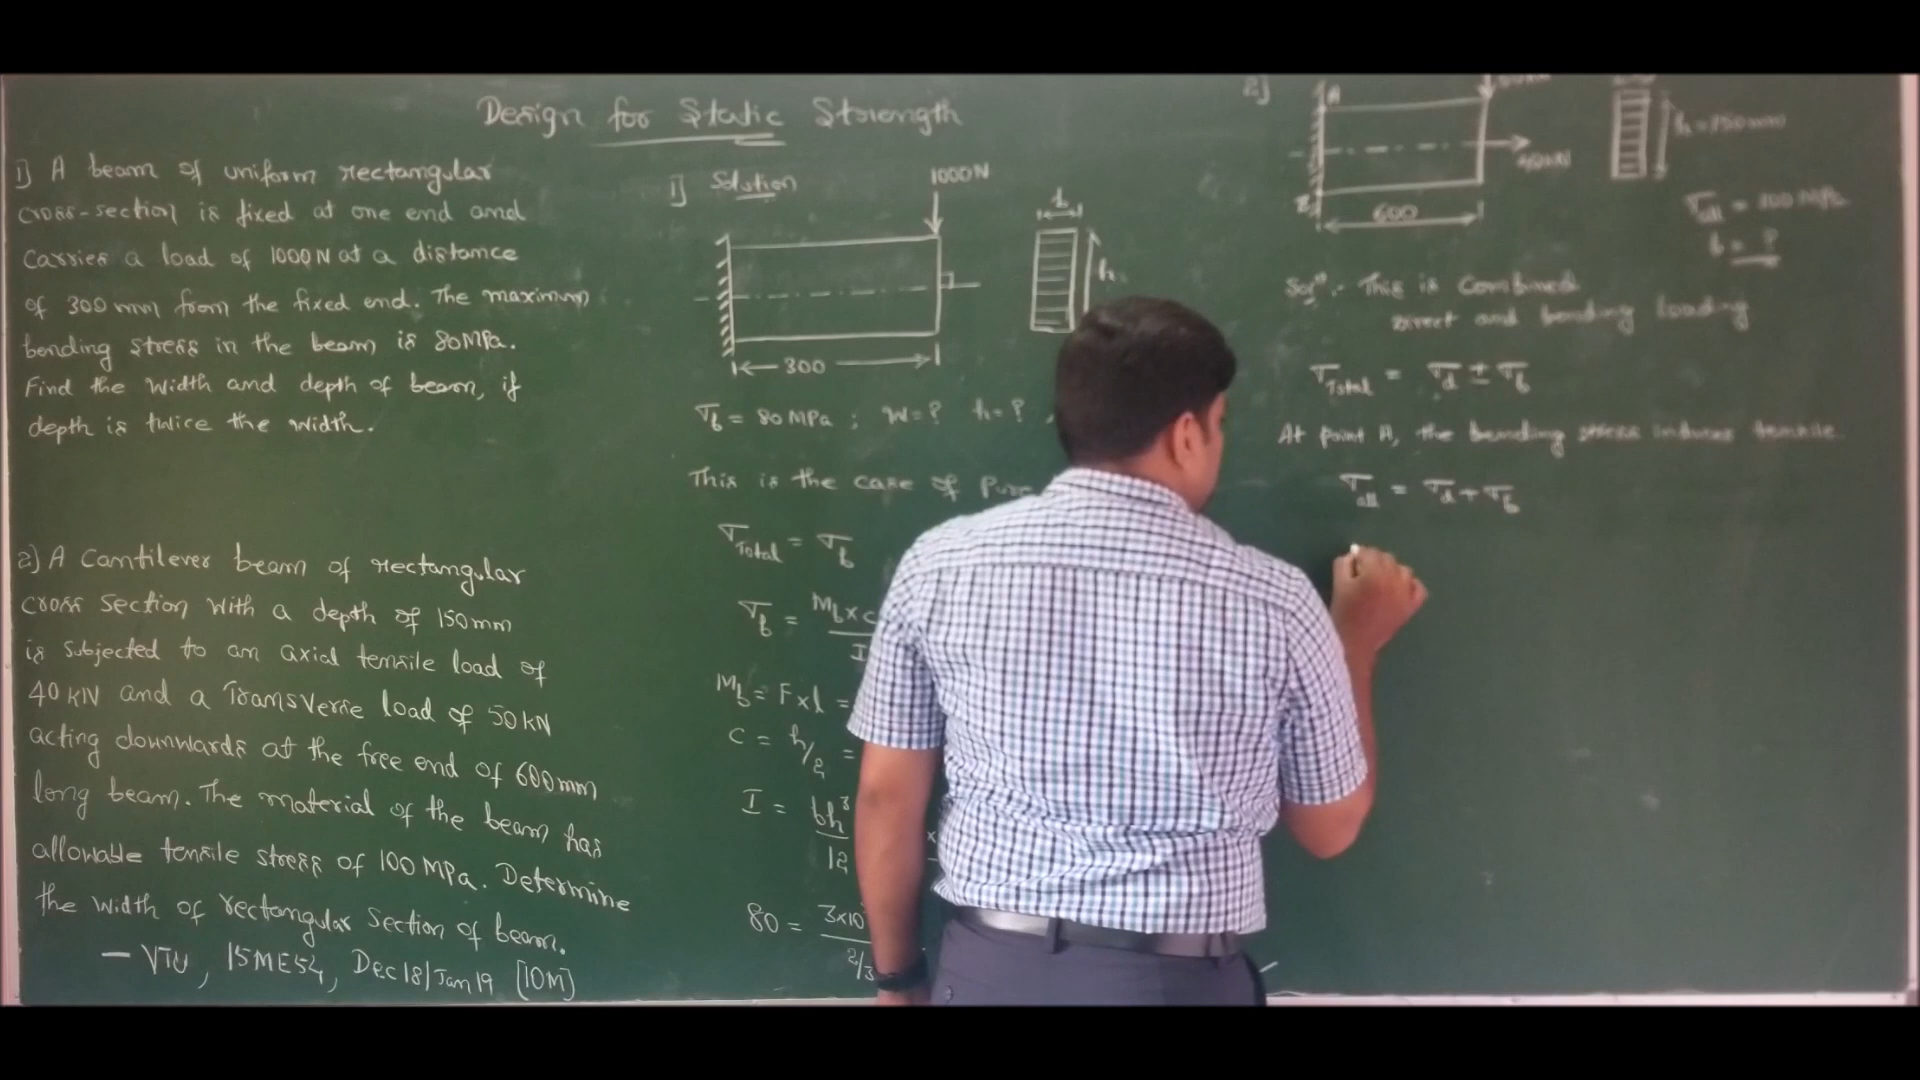 Design for Static Strength
1] A beam of uniform rectangular
cross-section is fixed at one end and
carries a load of 1000 N at a distance
of 300 mm from the fixed end. The maximum
bending stress in the beam is 80 MPa.
Find the width and depth of beam, if
depth is twice the width.
2) A Cantilever beam of rectangular
cross section with a depth of 150 mm
is subjected to an axial tensile load of
40 kN and a Transverse load of 50 kN
acting downwards at the free end of 600 mm
long beam. The material of the beam has
allowable tensile stress of 100 MPa. Determine
the width of rectangular section of beam.
— VTU, 15ME54, Dec18/Jan19 [10M]
1] Solution
1000 N
b
h
300
σb = 80 MPa ; w = ? h = ?
This is the case of Pure
σTotal = σb
σb = Mb × c
I
Mb = F × l =
c = h/2 =
I = bh³
12
80 = 3×10
2/3
2]
A
40 kN
B
600
h = 150 mm
σall = 100 MPa
b = ?
Solⁿ:- This is Combined
Direct and bending loading
σTotal = σd ± σb
At point A, the bending stress induces tensile
σall = σd + σb